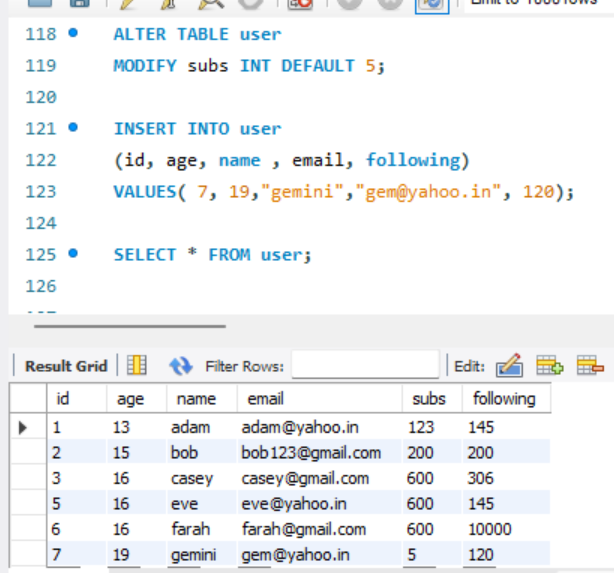 118 ALTER TABLE user
119 MODIFY subs INT DEFAULT 5;
120
121 INSERT INTO user
122 (id, age, name , email, following)
123 VALUES( 7, 19,"gemini","gem@yahoo.in", 120);
124
125 SELECT * FROM user;
126
Result Grid Filter Rows: Edit:
id age name email subs following
1 13 adam adam@yahoo.in 123 145
2 15 bob bob123@gmail.com 200 200
3 16 casey casey@gmail.com 600 306
5 16 eve eve@yahoo.in 600 145
6 16 farah farah@gmail.com 600 10000
7 19 gemini gem@yahoo.in 5 120